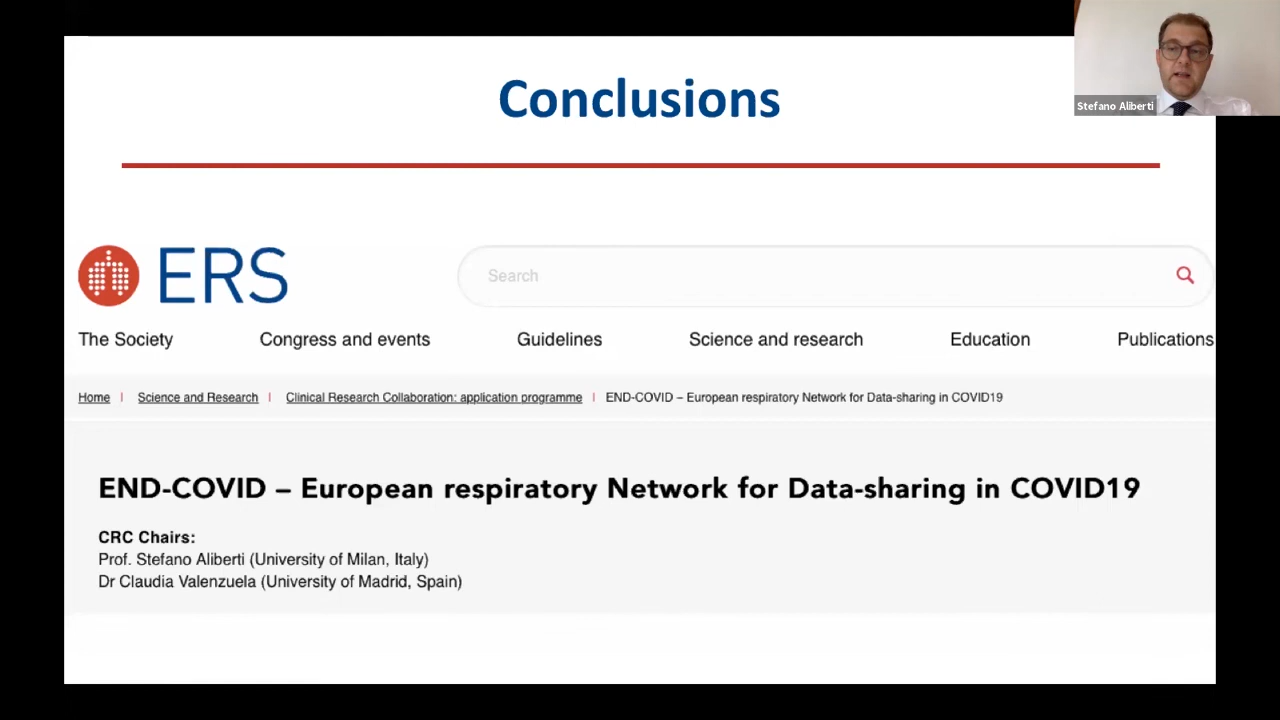 Conclusions
Stefano Aliberti
ERS
Search
The Society Congress and events Guidelines Science and research Education Publications
Home | Science and Research | Clinical Research Collaboration: application programme | END-COVID – European respiratory Network for Data-sharing in COVID19
END-COVID – European respiratory Network for Data-sharing in COVID19
CRC Chairs:
Prof. Stefano Aliberti (University of Milan, Italy)
Dr Claudia Valenzuela (University of Madrid, Spain)